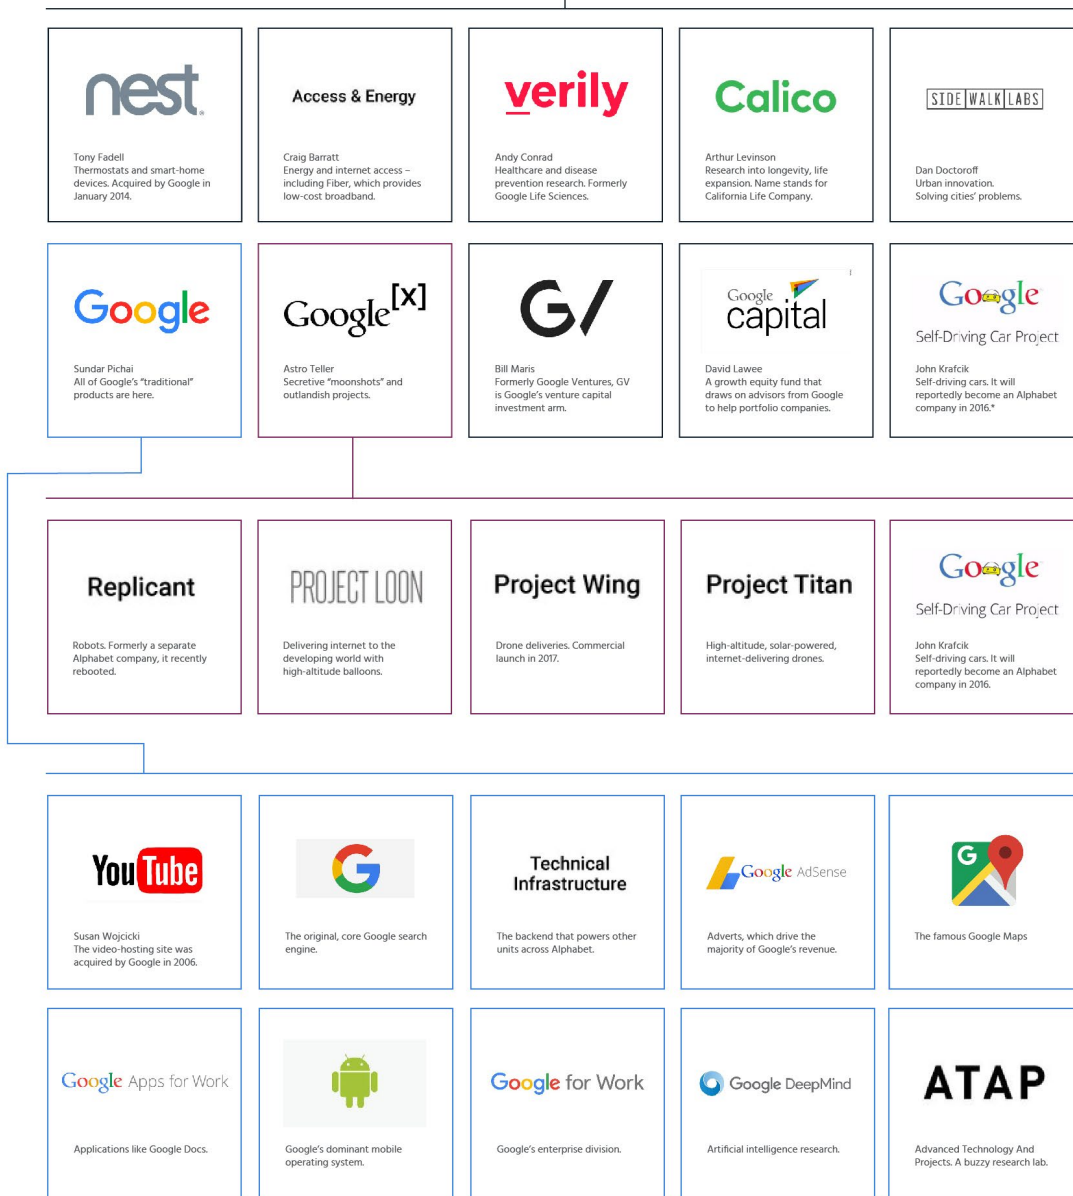 nest
Tony Fadell
Thermostats and smart-home
devices. Acquired by Google in
January 2014.
Access & Energy
Craig Barratt
Energy and internet access –
including Fiber, which provides
low-cost broadband.
verily
Andy Conrad
Healthcare and disease
prevention research. Formerly
Google Life Sciences.
Calico
Arthur Levinson
Research into longevity, life
expansion. Name stands for
California Life Company.
SIDE WALK LABS
Dan Doctoroff
Urban innovation.
Solving cities' problems.
Google
Sundar Pichai
All of Google's "traditional"
products are here.
Google[x]
Astro Teller
Secretive "moonshots" and
outlandish projects.
G/
Bill Maris
Formerly Google Ventures, GV
is Google's venture capital
investment arm.
Google
capital
David Lawee
A growth equity fund that
draws on advisors from Google
to help portfolio companies.
Google
Self-Driving Car Project
John Krafcik
Self-driving cars. It will
reportedly become an Alphabet
company in 2016.*
Replicant
Robots. Formerly a separate
Alphabet company, it recently
rebooted.
PROJECT LOON
Delivering internet to the
developing world with
high-altitude balloons.
Project Wing
Drone deliveries. Commercial
launch in 2017.
Project Titan
High-altitude, solar-powered,
internet-delivering drones.
Google
Self-Driving Car Project
John Krafcik
Self-driving cars. It will
reportedly become an Alphabet
company in 2016.
YouTube
Susan Wojcicki
The video-hosting site was
acquired by Google in 2006.
G
The original, core Google search
engine.
Technical
Infrastructure
The backend that powers other
units across Alphabet.
Google AdSense
Adverts, which drive the
majority of Google's revenue.
G
The famous Google Maps
Google Apps for Work
Applications like Google Docs.
Google's dominant mobile
operating system.
Google for Work
Google's enterprise division.
Google DeepMind
Artificial intelligence research.
ATAP
Advanced Technology And
Projects. A buzzy research lab.